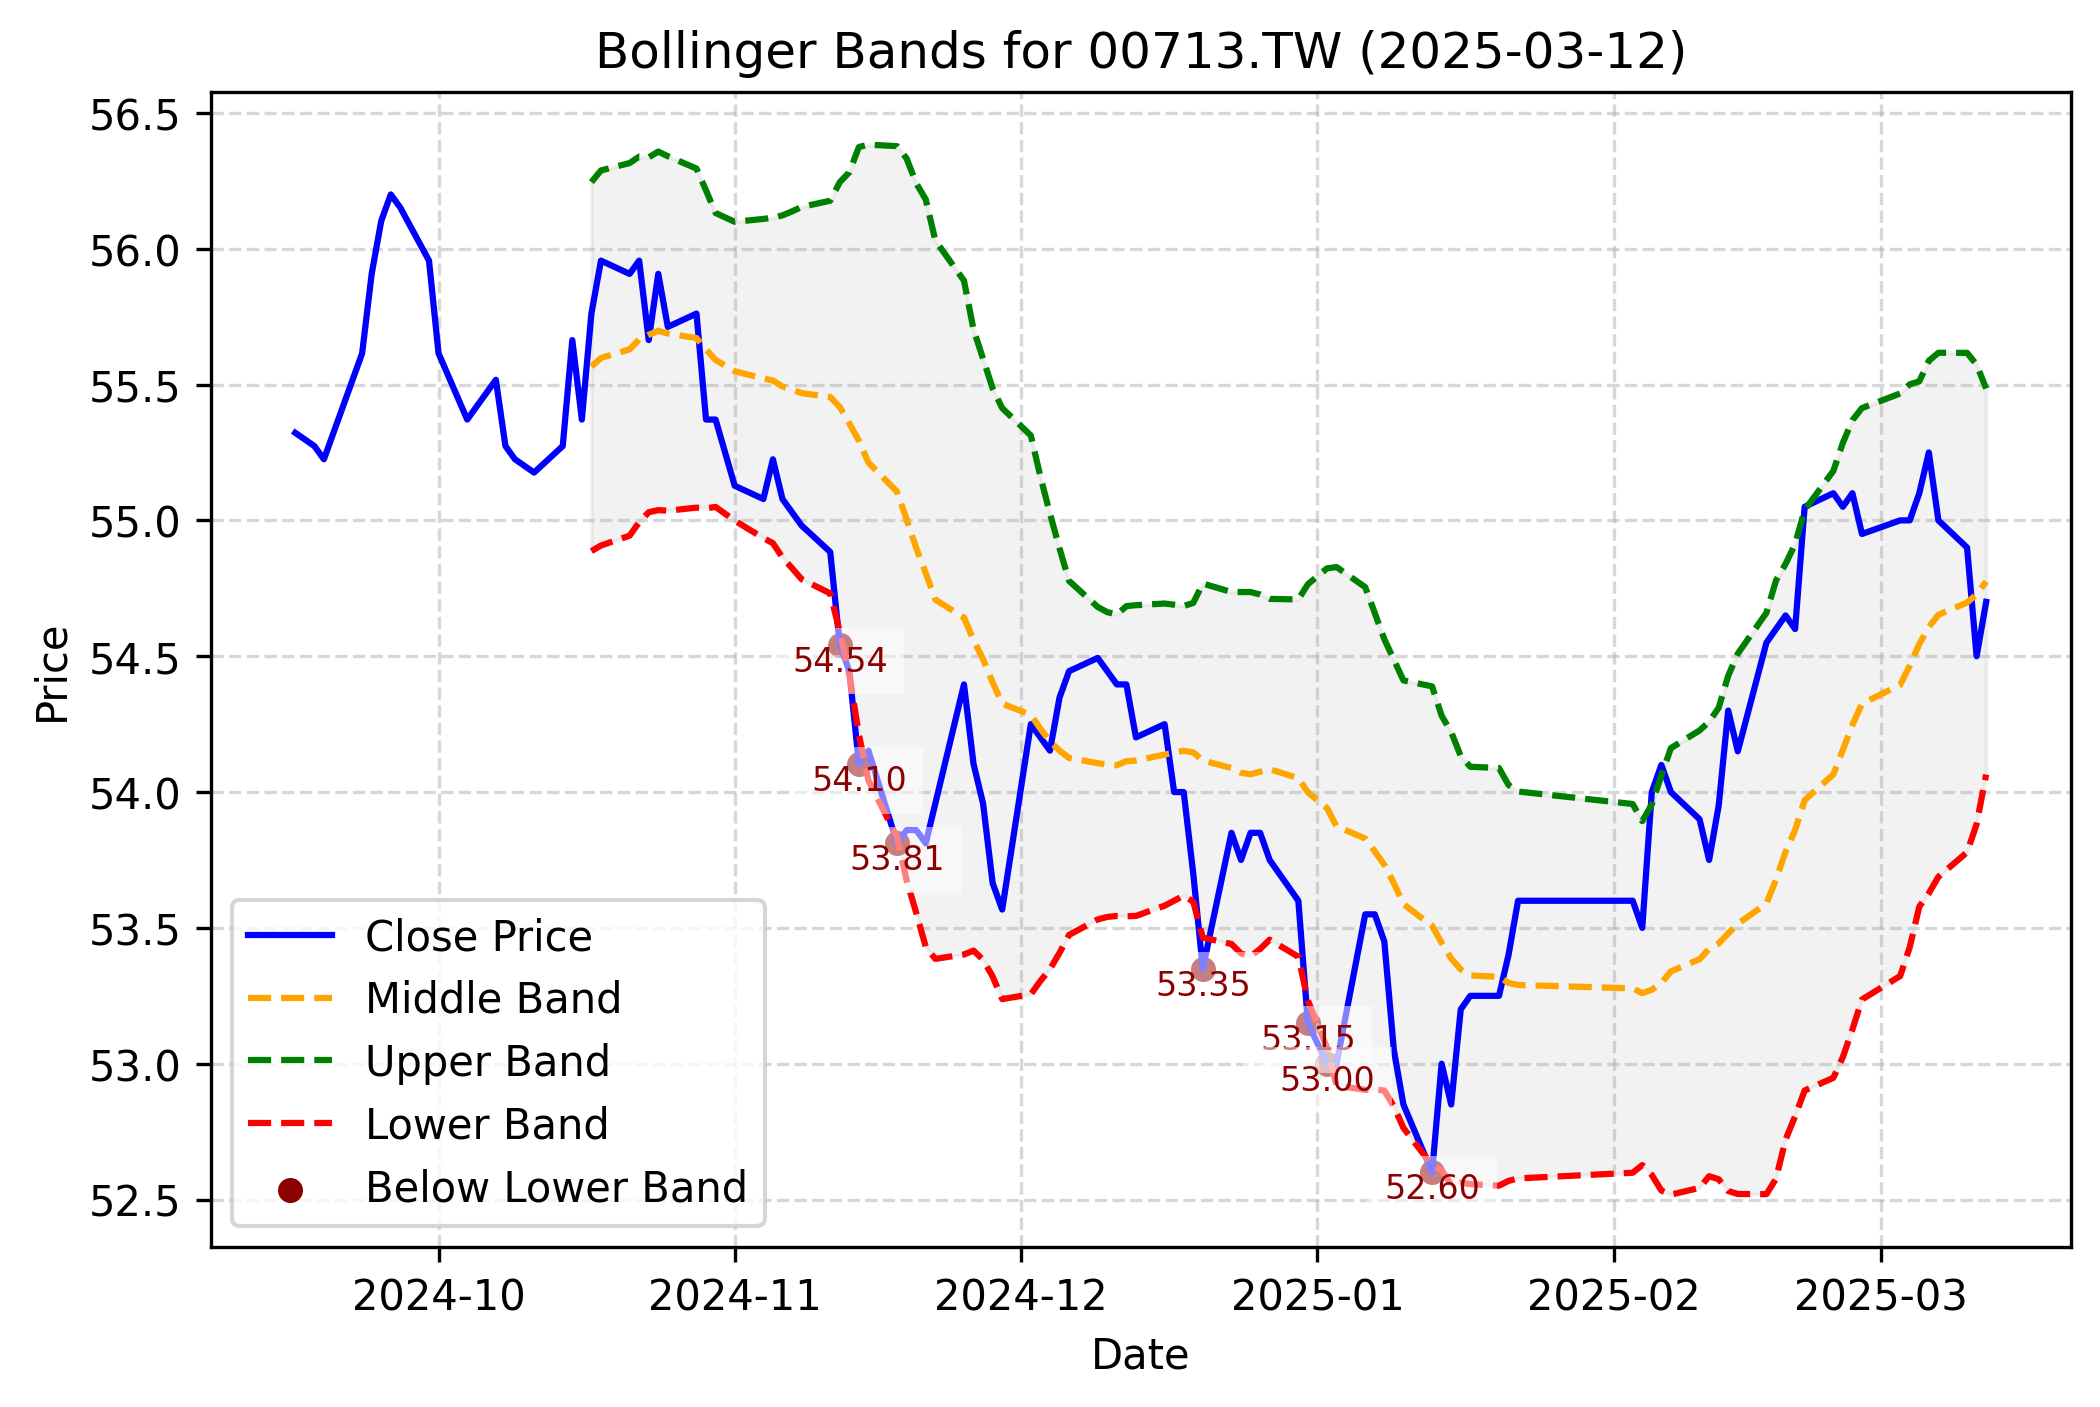 Bollinger Bands for 00713.TW (2025-03-12)
56.5
56.0
55.5
55.0
54.5
54.0
53.5
53.0
52.5
Price
54.54
54.10
53.81
53.35
53.15
53.00
52.60
Close Price
Middle Band
Upper Band
Lower Band
Below Lower Band
2024-10
2024-11
2024-12
2025-01
2025-02
2025-03
Date